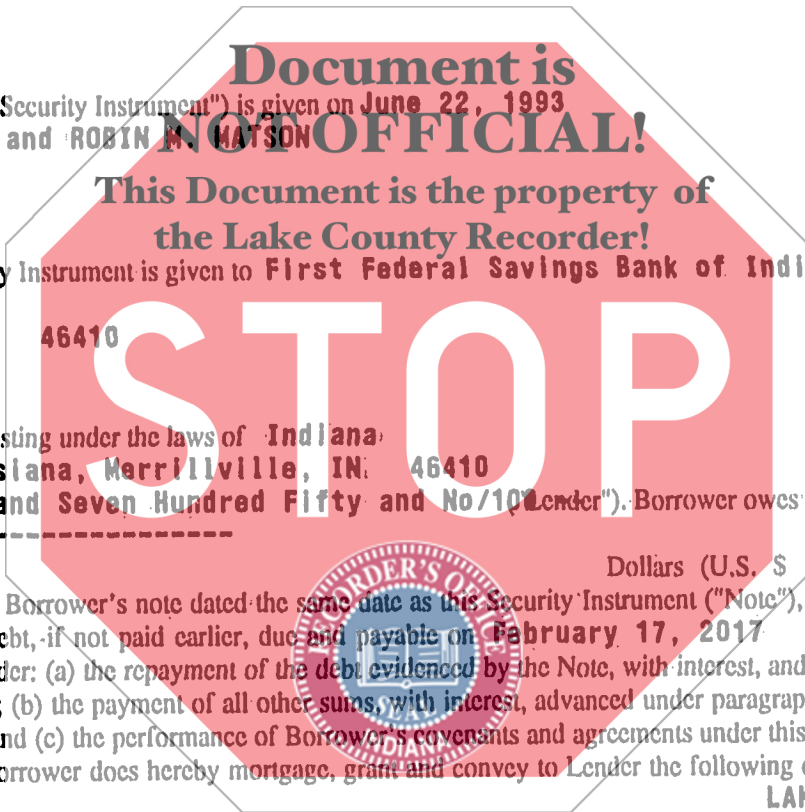 Document is
Security Instrument") is given on June 22, 1993
NOT OFFICIAL!
and ROBIN M. MATSON
This Document is the property of
the Lake County Recorder!
Instrument is given to First Federal Savings Bank of Indi
STOP
46410
sting under the laws of Indiana
siana, Merrillville, IN 46410
and Seven Hundred Fifty and No/100 Lender"). Borrower owes
-----------------
Dollars (U.S. $
Borrower's note dated the same date as this Security Instrument ("Note"),
ebt, if not paid earlier, due and payable on February 17, 2017
der: (a) the repayment of the debt evidenced by the Note, with interest, and
; (b) the payment of all other sums, with interest, advanced under paragrap
nd (c) the performance of Borrower's covenants and agreements under this
orrower does hereby mortgage, grant and convey to Lender the following
LAK
RECORDER'S OFFICE
SEAL
INDIANA